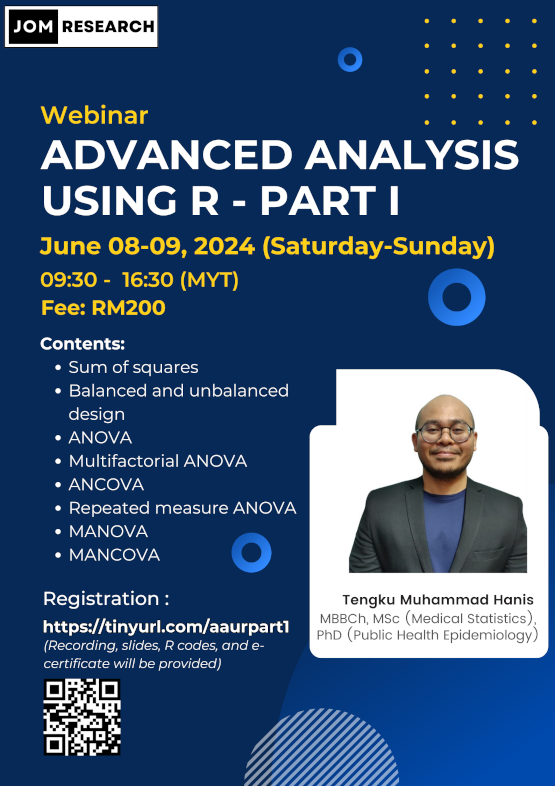 JOM RESEARCH
Webinar
ADVANCED ANALYSIS
USING R - PART I
June 08-09, 2024 (Saturday-Sunday)
09:30 - 16:30 (MYT)
Fee: RM200
Contents:
• Sum of squares
• Balanced and unbalanced
design
• ANOVA
• Multifactorial ANOVA
• ANCOVA
• Repeated measure ANOVA
• MANOVA
• MANCOVA
Tengku Muhammad Hanis
MBBCh, MSc (Medical Statistics),
PhD (Public Health Epidemiology)
Registration :
https://tinyurl.com/aaurpart1
(Recording, slides, R codes, and e-
certificate will be provided)